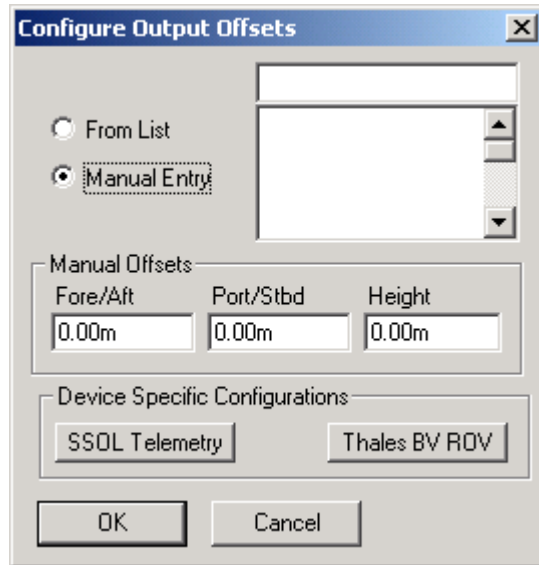 Configure Output Offsets
From List
Manual Entry
Manual Offsets
Fore/Aft Port/Stbd Height
0.00m 0.00m 0.00m
Device Specific Configurations
SSOL Telemetry Thales BV ROV
OK Cancel